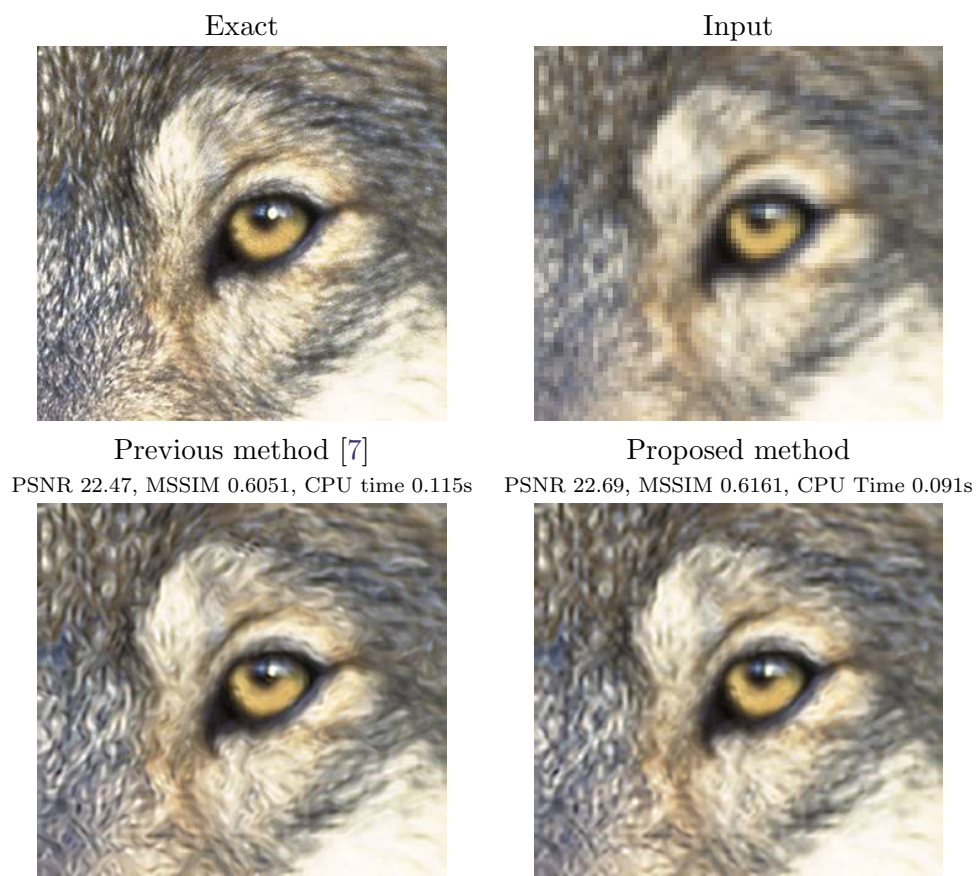 Exact
Input
Previous method [7]
Proposed method
PSNR 22.47, MSSIM 0.6051, CPU time 0.115s
PSNR 22.69, MSSIM 0.6161, CPU Time 0.091s